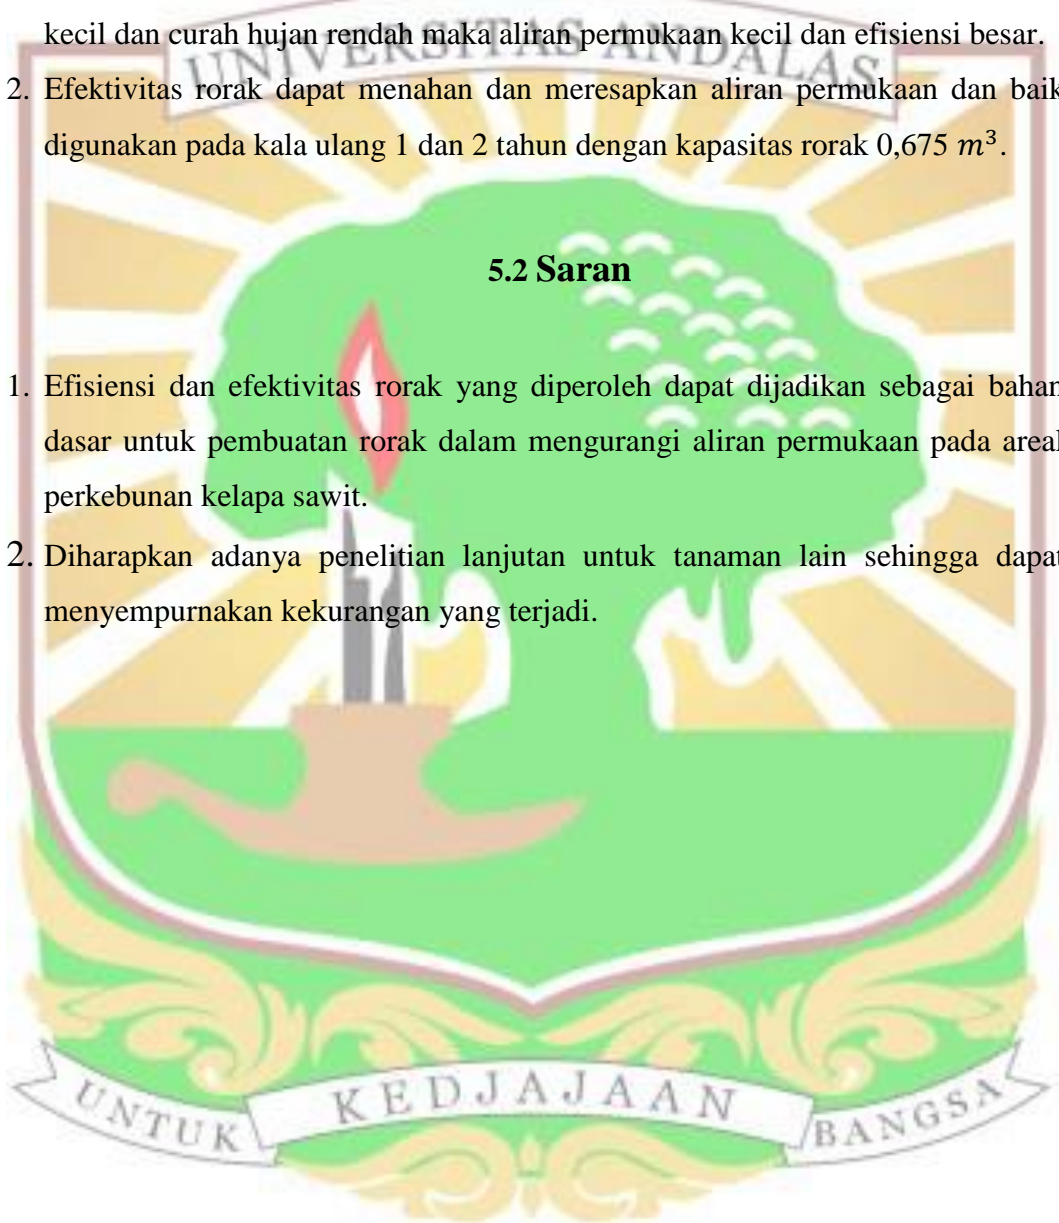 kecil dan curah hujan rendah maka aliran permukaan kecil dan efisiensi besar.
UNIVERSITAS ANDALAS
2. Efektivitas rorak dapat menahan dan meresapkan aliran permukaan dan baik
digunakan pada kala ulang 1 dan 2 tahun dengan kapasitas rorak 0,675 m³.
5.2 Saran
1. Efisiensi dan efektivitas rorak yang diperoleh dapat dijadikan sebagai bahan
dasar untuk pembuatan rorak dalam mengurangi aliran permukaan pada areal
perkebunan kelapa sawit.
2. Diharapkan adanya penelitian lanjutan untuk tanaman lain sehingga dapat
menyempurnakan kekurangan yang terjadi.
UNTUK KEDJAJAAN BANGSA